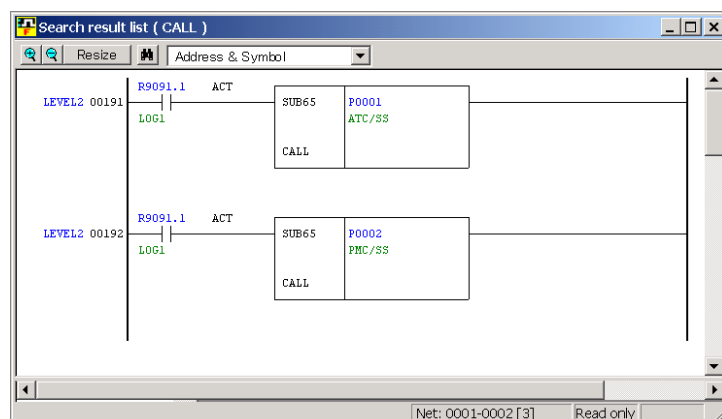 Search result list ( CALL )
Resize Address & Symbol
R9091.1 ACT
LEVEL2 00191 SUB65 P0001
LOG1 ATC/SS
CALL
R9091.1 ACT
LEVEL2 00192 SUB65 P0002
LOG1 PMC/SS
CALL
Net: 0001-0002 [3] Read only